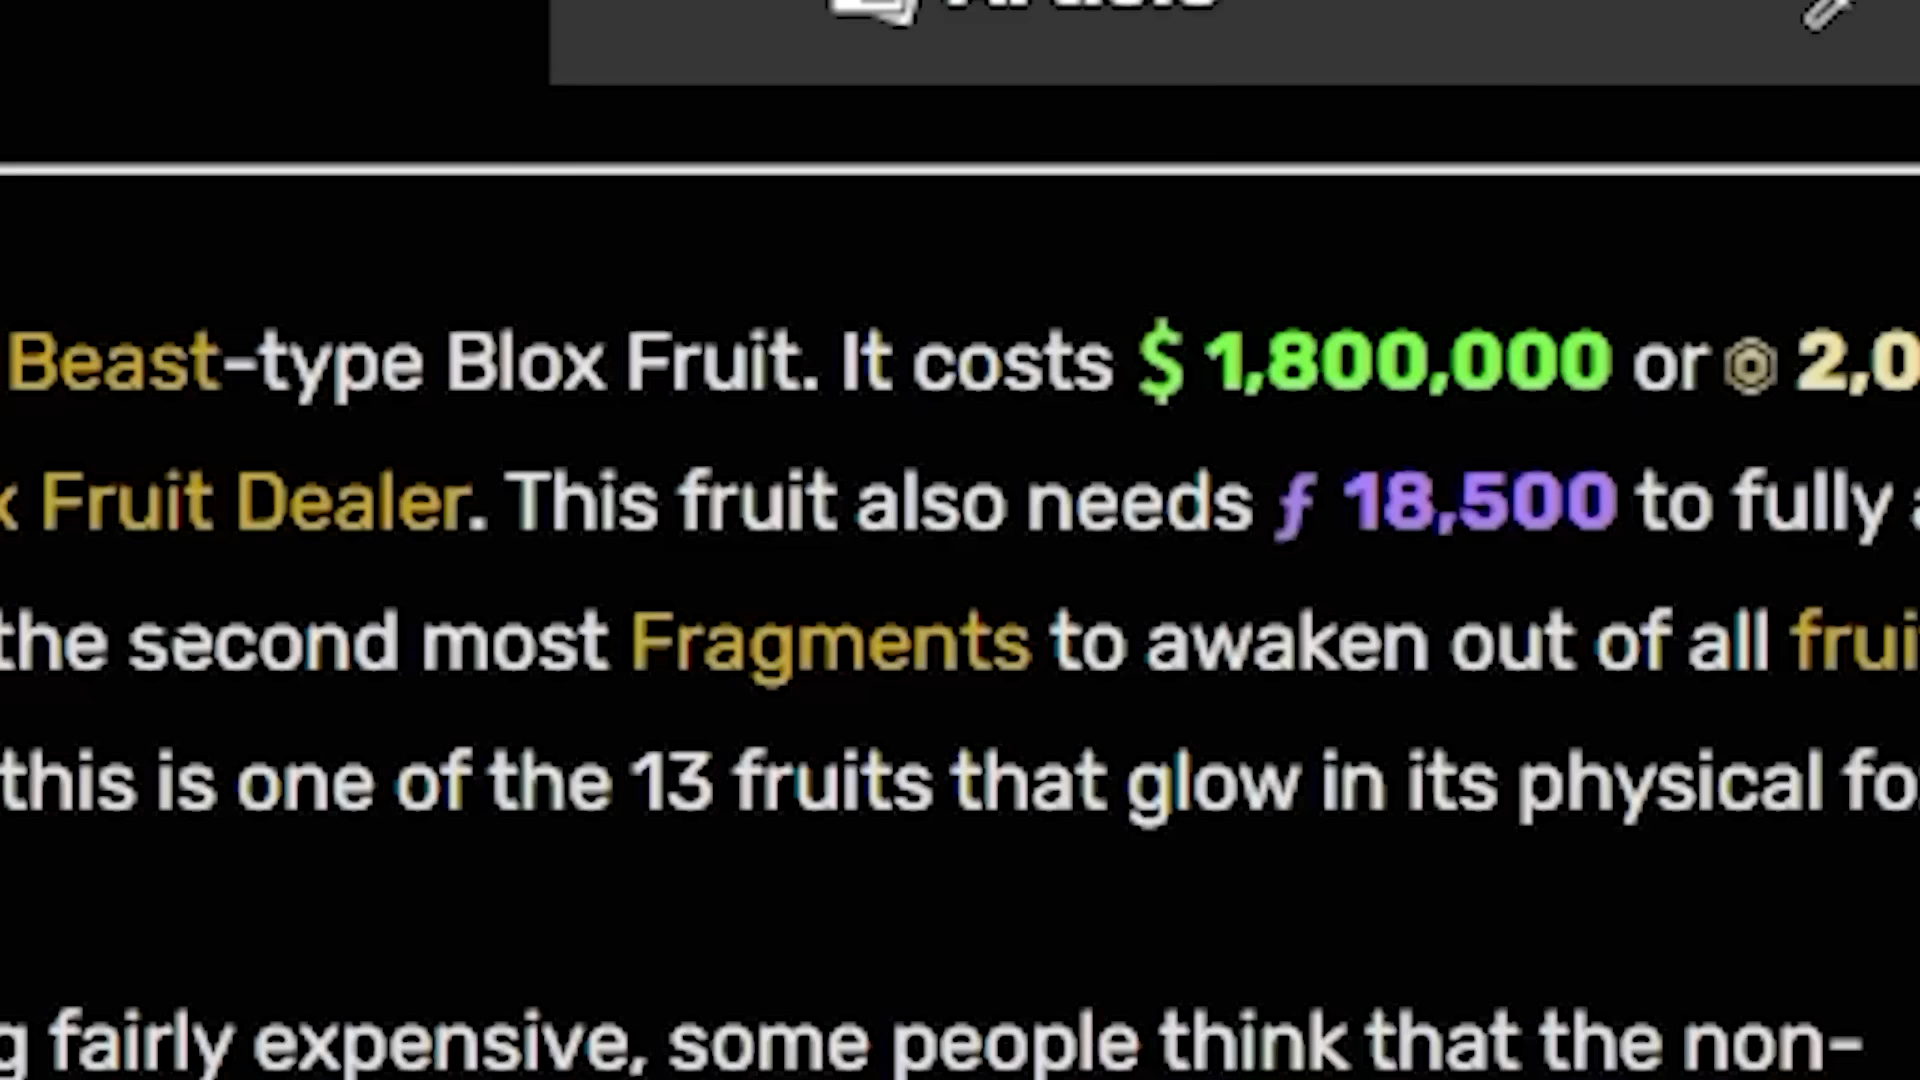 Article
Beast-type Blox Fruit. It costs $ 1,800,000 or 2,0
x Fruit Dealer. This fruit also needs ƒ 18,500 to fully a
the second most Fragments to awaken out of all frui
this is one of the 13 fruits that glow in its physical fo
g fairly expensive, some people think that the non-